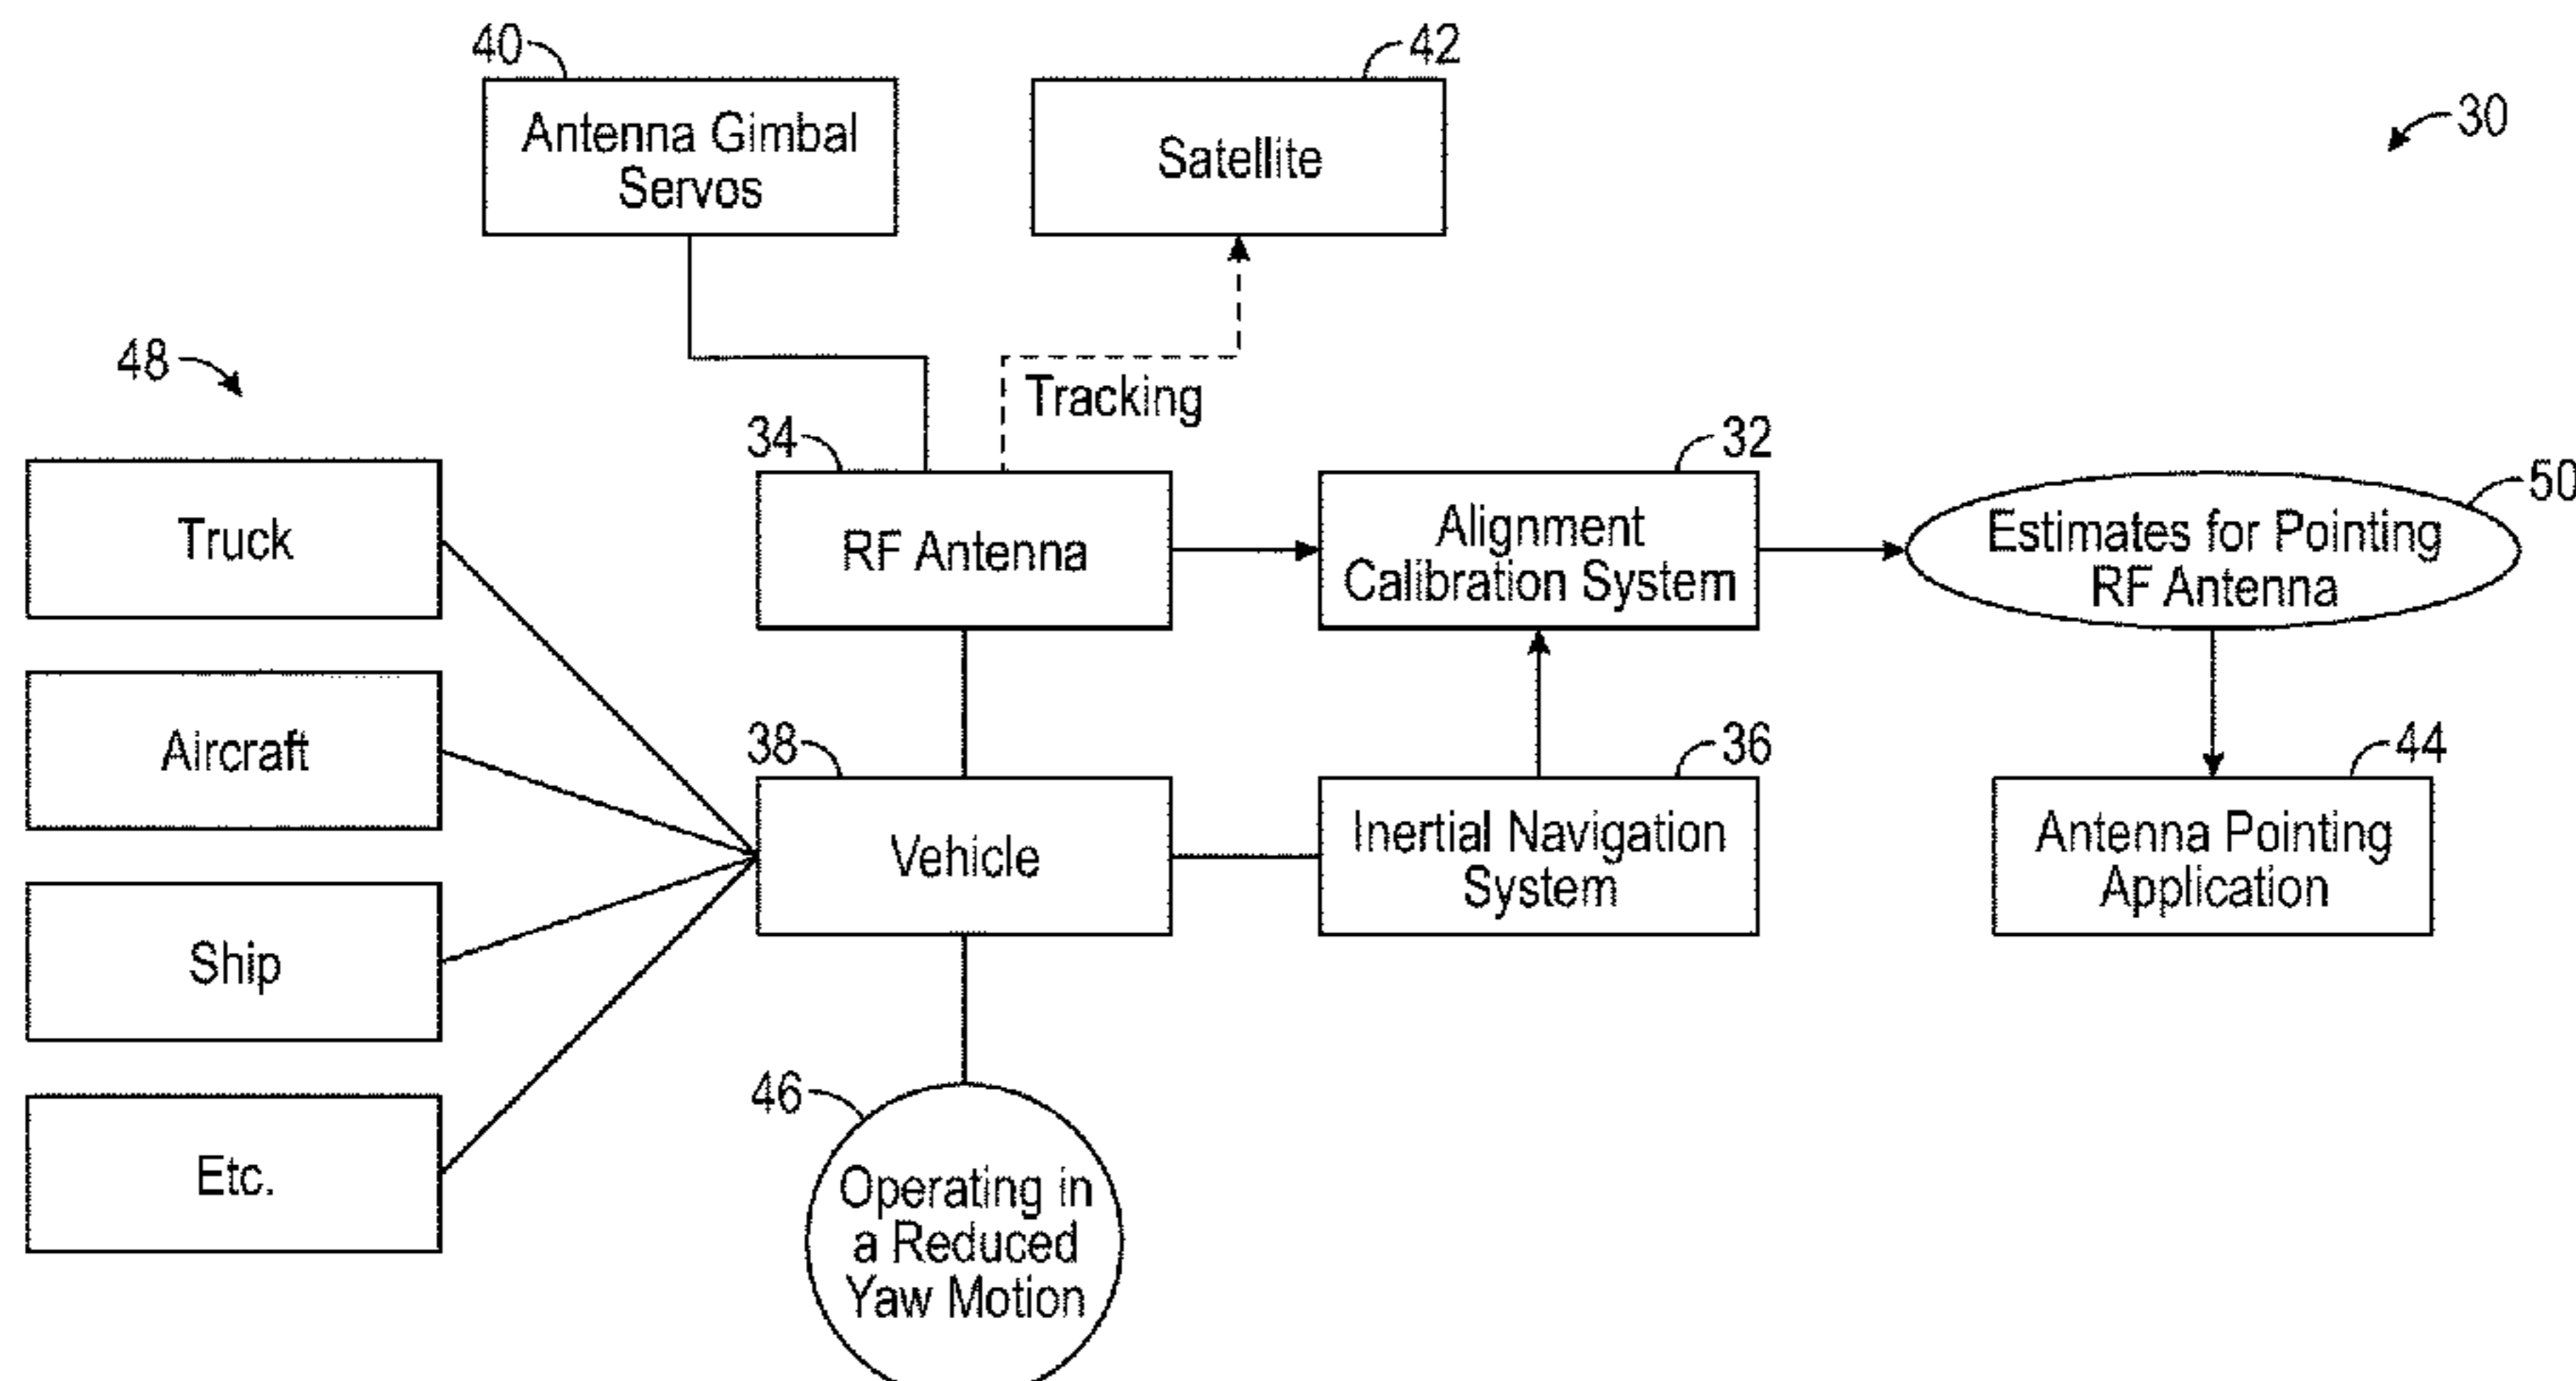 40
42
30
Antenna Gimbal
Servos
Satellite
48
Tracking
34
32
50
Truck
RF Antenna
Alignment
Calibration System
Estimates for Pointing
RF Antenna
Aircraft
38
36
44
Vehicle
Inertial Navigation
System
Antenna Pointing
Application
Ship
46
Etc.
Operating in
a Reduced
Yaw Motion